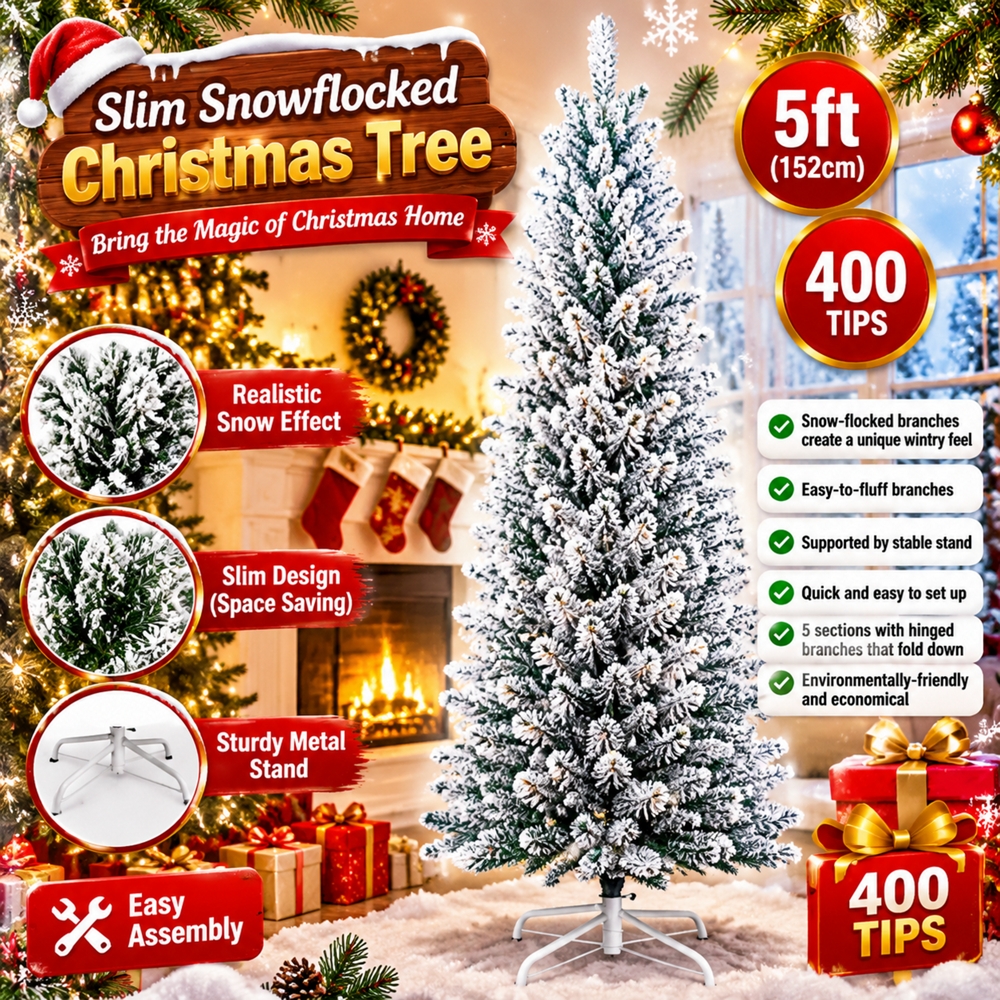 Slim Snowflocked
Christmas Tree
Bring the Magic of Christmas Home
5ft
(152cm)
400
TIPS
Realistic
Snow Effect
Slim Design
(Space Saving)
Sturdy Metal
Stand
Easy
Assembly
Snow-flocked branches
create a unique wintry feel
Easy-to-fluff branches
Supported by stable stand
Quick and easy to set up
5 sections with hinged
branches that fold down
Environmentally-friendly
and economical
400
TIPS